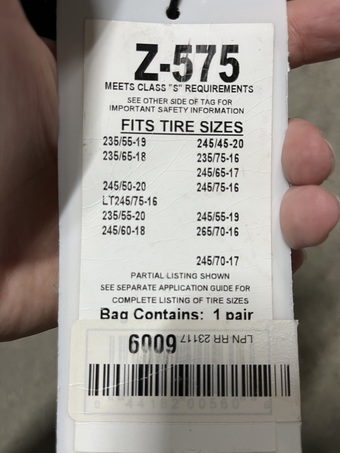 Z-575
MEETS CLASS "S" REQUIREMENTS
SEE OTHER SIDE OF TAG FOR
IMPORTANT SAFETY INFORMATION
FITS TIRE SIZES
235/55-19 245/45-20
235/65-18 235/75-16
245/65-17
245/50-20 245/75-16
LT245/75-16
235/55-20 245/55-19
245/60-18 265/70-16
245/70-17
PARTIAL LISTING SHOWN
SEE SEPARATE APPLICATION GUIDE FOR
COMPLETE LISTING OF TIRE SIZES
Bag Contains: 1 pair
6009
LPN RR 23117